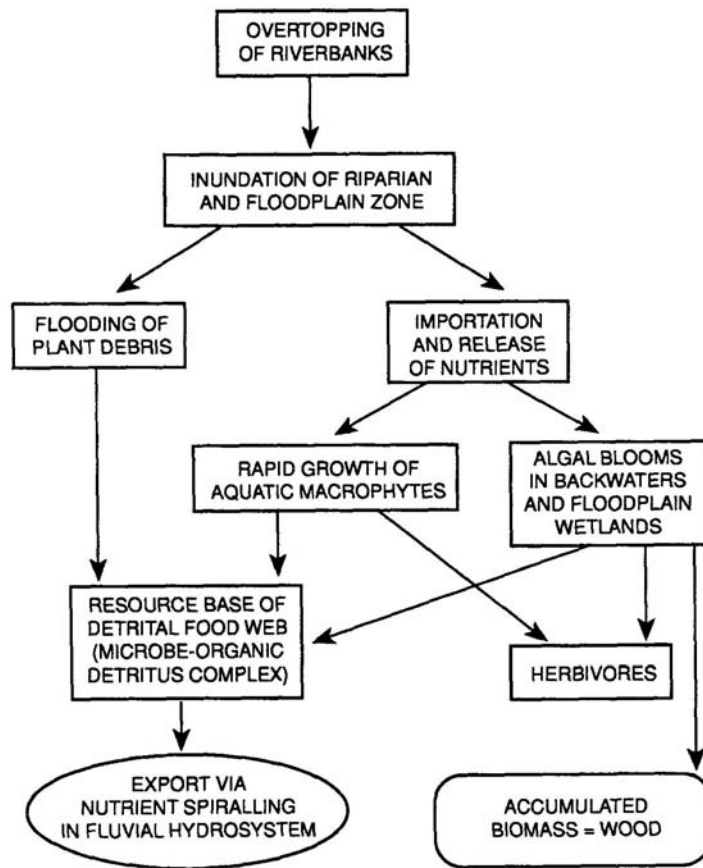 OVERTOPPING
OF RIVERBANKS
INUNDATION OF RIPARIAN
AND FLOODPLAIN ZONE
FLOODING OF
PLANT DEBRIS
IMPORTATION
AND RELEASE
OF NUTRIENTS
RAPID GROWTH OF
AQUATIC MACROPHYTES
ALGAL BLOOMS
IN BACKWATERS
AND FLOODPLAIN
WETLANDS
RESOURCE BASE OF
DETRITAL FOOD WEB
(MICROBE-ORGANIC
DETRITUS COMPLEX)
HERBIVORES
EXPORT VIA
NUTRIENT SPIRALLING
IN FLUVIAL HYDROSYSTEM
ACCUMULATED
BIOMASS = WOOD